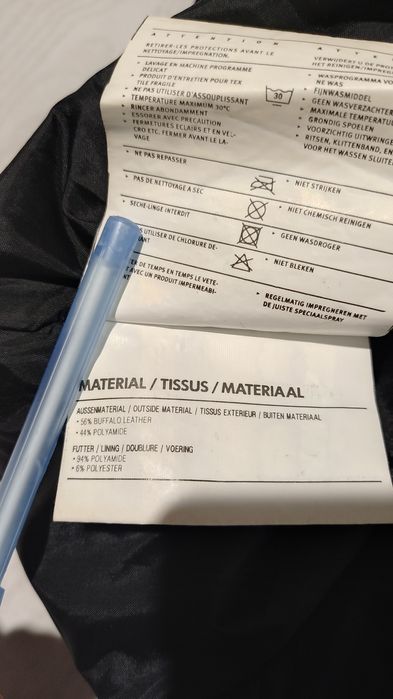 ATTENTION
RETIRER LES PROTECTIONS AVANT LE
NETTOYAGE/IMPREGNATION.
• LAVAGE EN MACHINE PROGRAMME
DELICAT
• PRODUIT D'ENTRETIEN POUR TEX
TILE FRAGILE
• NE PAS UTILISER D'ASSOUPLISSANT
TEMPERATURE MAXIMUM 30°C
RINCER ABONDAMMENT
• ESSORER AVEC PRECAUTION
• FERMETURES ECLAIRS ET EN VEL-
CRO ETC. FERMER AVANT LE LA-
VAGE
• NE PAS REPASSER
• PAS DE NETTOYAGE A SEC
• SECHE-LINGE INTERDIT
UTILISER DE CHLORURE DE-
DE TEMPS EN TEMPS LE VETE-
AVEC UN PRODUIT IMPERMEABI-
30
ATTE
VERWIJDERT U DE PRO
HET REINIGEN/IMPREG
• WASPROGRAMMA VO
NE WAS
• FIJNWASMIDDEL
• GEEN WASVERZACHTER
• MAXIMALE TEMPERATU
• GRONDIG SPOELEN
• VOORZICHTIG UITWRINGE
• RITSEN, KLITTENBAND, EN
VOOR HET WASSEN SLUITE
• NIET STRIJKEN
• NIET CHEMISCH REINIGEN
• GEEN WASDROGER
• NIET BLEKEN
• REGELMATIG IMPREGNEREN MET
DE JUISTE SPECIAALSPRAY
MATERIAL / TISSUS / MATERIAAL
AUSSENMATERIAL / OUTSIDE MATERIAL / TISSUS EXTERIEUR / BUITEN MATERIAAL
• 56% BUFFALO LEATHER
• 44% POLYAMIDE
FUTTER / LINING / DOUBLURE / VOERING
• 94% POLYAMIDE
• 6% POLYESTER